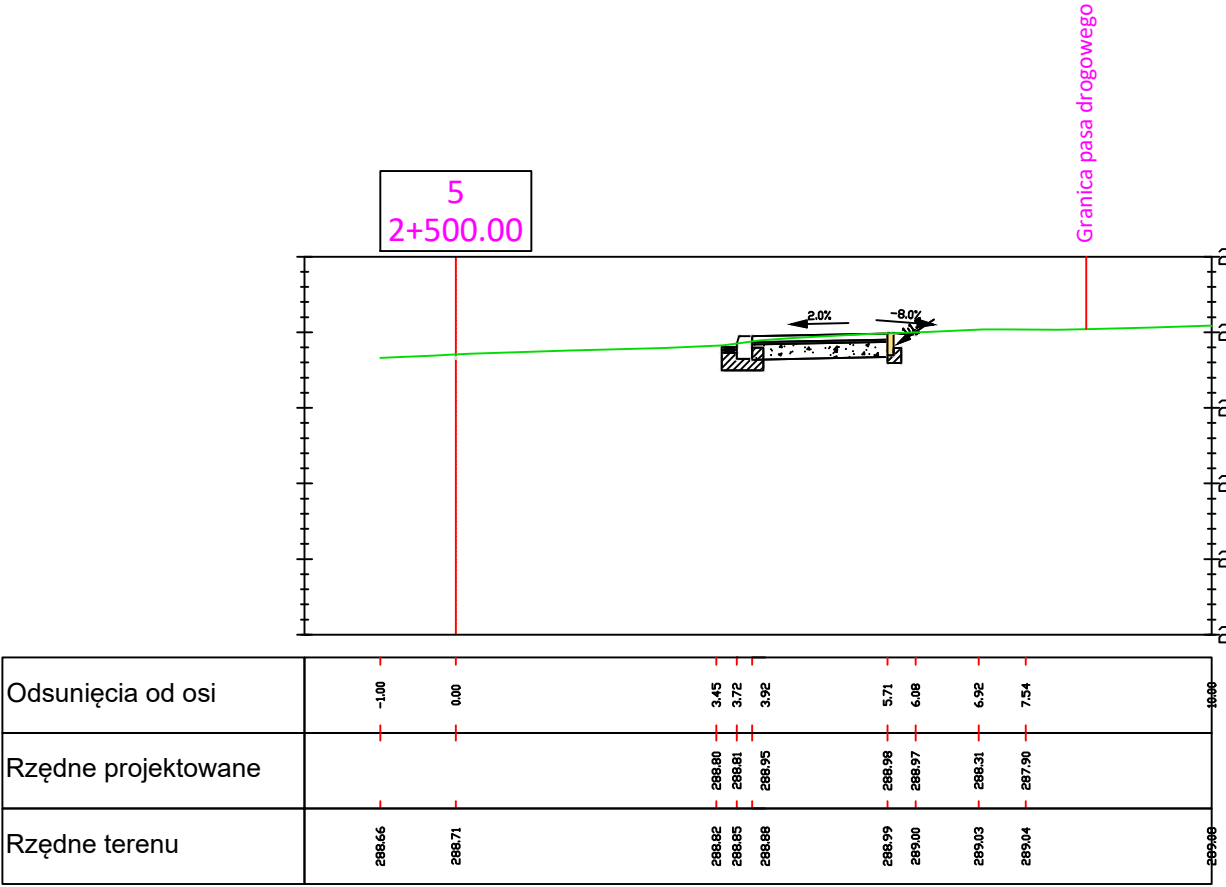 Granica pasa drogowego
5
2+500.00
2.0%
-8.0%
Odsunięcia od osi -1.00 0.00 3.45 3.72 3.92 5.71 6.08 6.92 7.54 10.00
Rzędne projektowane 288.80 288.81 288.95 288.98 288.97 288.31 287.90
Rzędne terenu 288.66 288.71 288.82 288.85 288.88 288.99 289.00 289.03 289.04 289.08